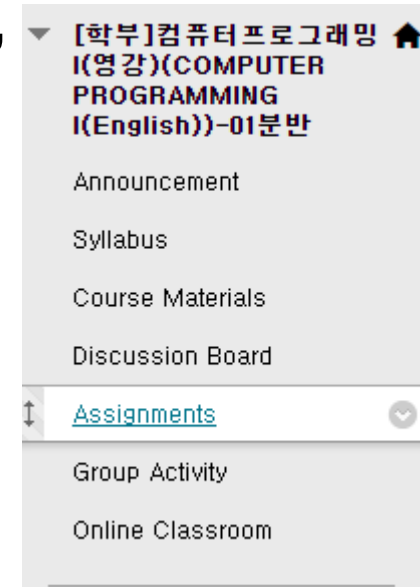 [학부]컴퓨터프로그래밍
I(영강)(COMPUTER
PROGRAMMING
I(English))-01분반
Announcement
Syllabus
Course Materials
Discussion Board
Assignments
Group Activity
Online Classroom